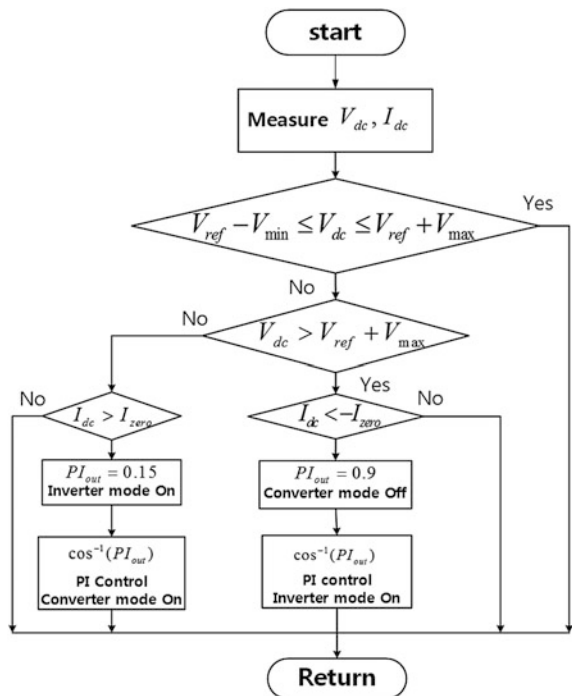 start
Measure V_dc, I_dc
Yes
V_ref − V_min ≤ V_dc ≤ V_ref + V_max
No
No
V_dc > V_ref + V_max
No
Yes
No
I_dc > I_zero
I_dc < −I_zero
PI_out = 0.15
Inverter mode On
PI_out = 0.9
Converter mode Off
cos⁻¹(PI_out)
PI Control
Converter mode On
cos⁻¹(PI_out)
PI control
Inverter mode On
Return